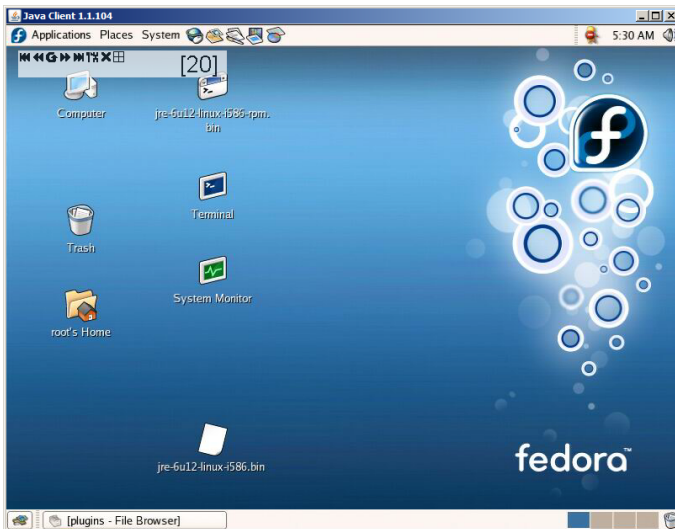 Java Client 1.1.104
Applications Places System
5:30 AM
[20]
Computer
jre-6u12-linux-i586-rpm.
bin
Terminal
Trash
System Monitor
root's Home
jre-6u12-linux-i586.bin
fedora™
[plugins - File Browser]